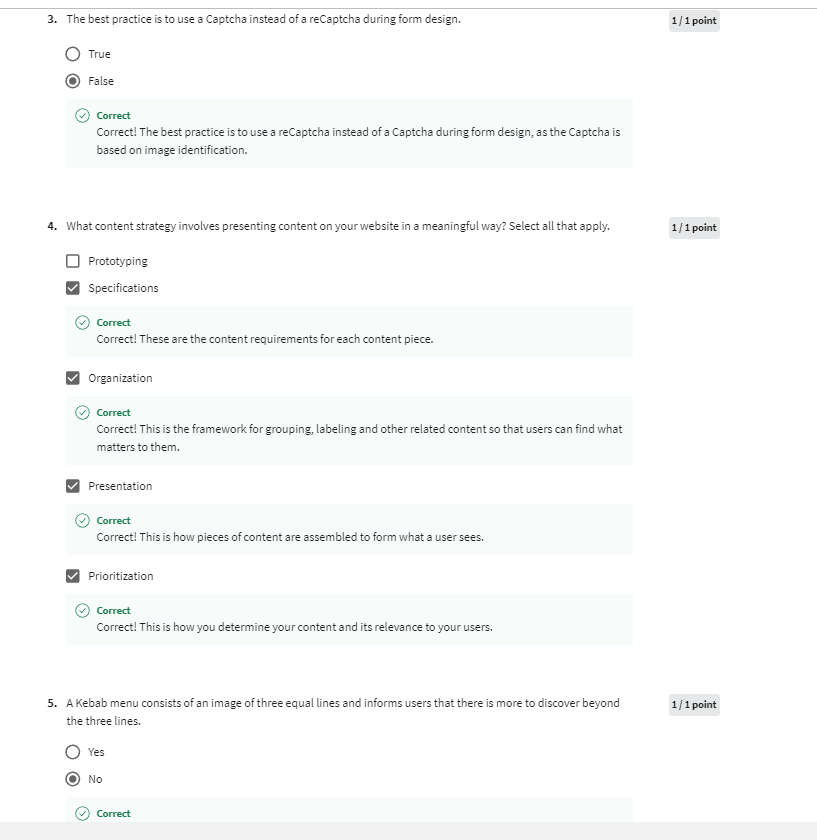 3. The best practice is to use a Captcha instead of a reCaptcha during form design.
1 / 1 point
True
False
Correct
Correct! The best practice is to use a reCaptcha instead of a Captcha during form design, as the Captcha is
based on image identification.
4. What content strategy involves presenting content on your website in a meaningful way? Select all that apply.
1 / 1 point
Prototyping
Specifications
Correct
Correct! These are the content requirements for each content piece.
Organization
Correct
Correct! This is the framework for grouping, labeling and other related content so that users can find what
matters to them.
Presentation
Correct
Correct! This is how pieces of content are assembled to form what a user sees.
Prioritization
Correct
Correct! This is how you determine your content and its relevance to your users.
5. A Kebab menu consists of an image of three equal lines and informs users that there is more to discover beyond
the three lines.
1 / 1 point
Yes
No
Correct